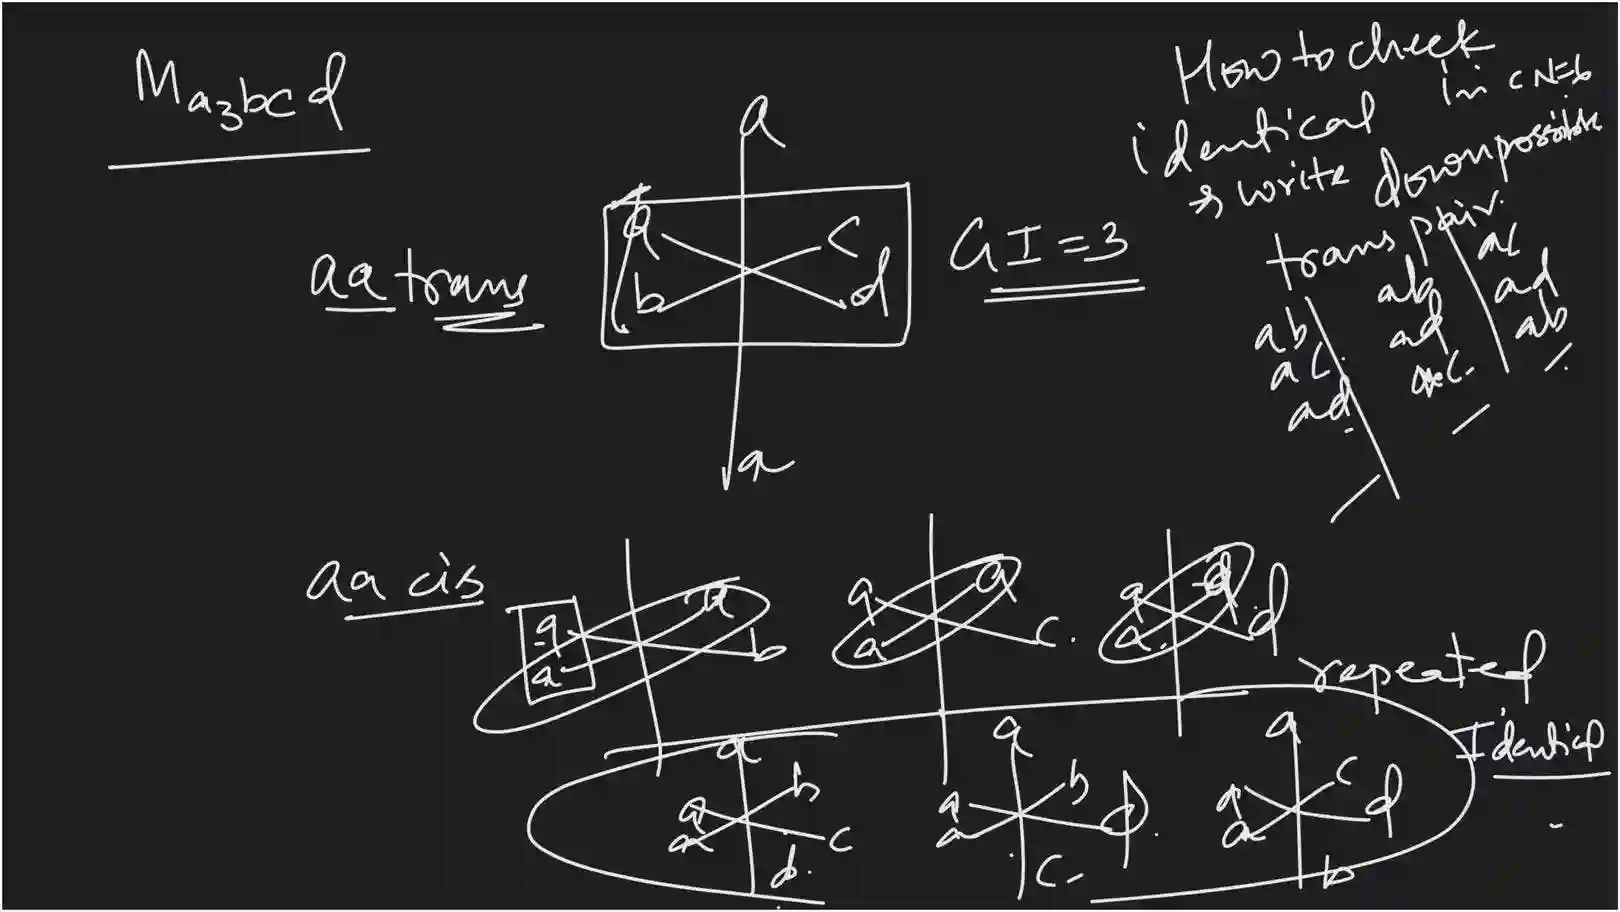 Ma3bcd
How to check
identical in CN=6
→ write down possible
trans pair.
ab
ac
ad
ab
ad
ac
ac
ad
ab
a
a c
b d
a
aa trans
GI=3
aa cis
a a
a b
a a
a c
a
a d
repeated
Identical
a
a b
a c
d
a
a b
a d
c
a
a c
a d
b